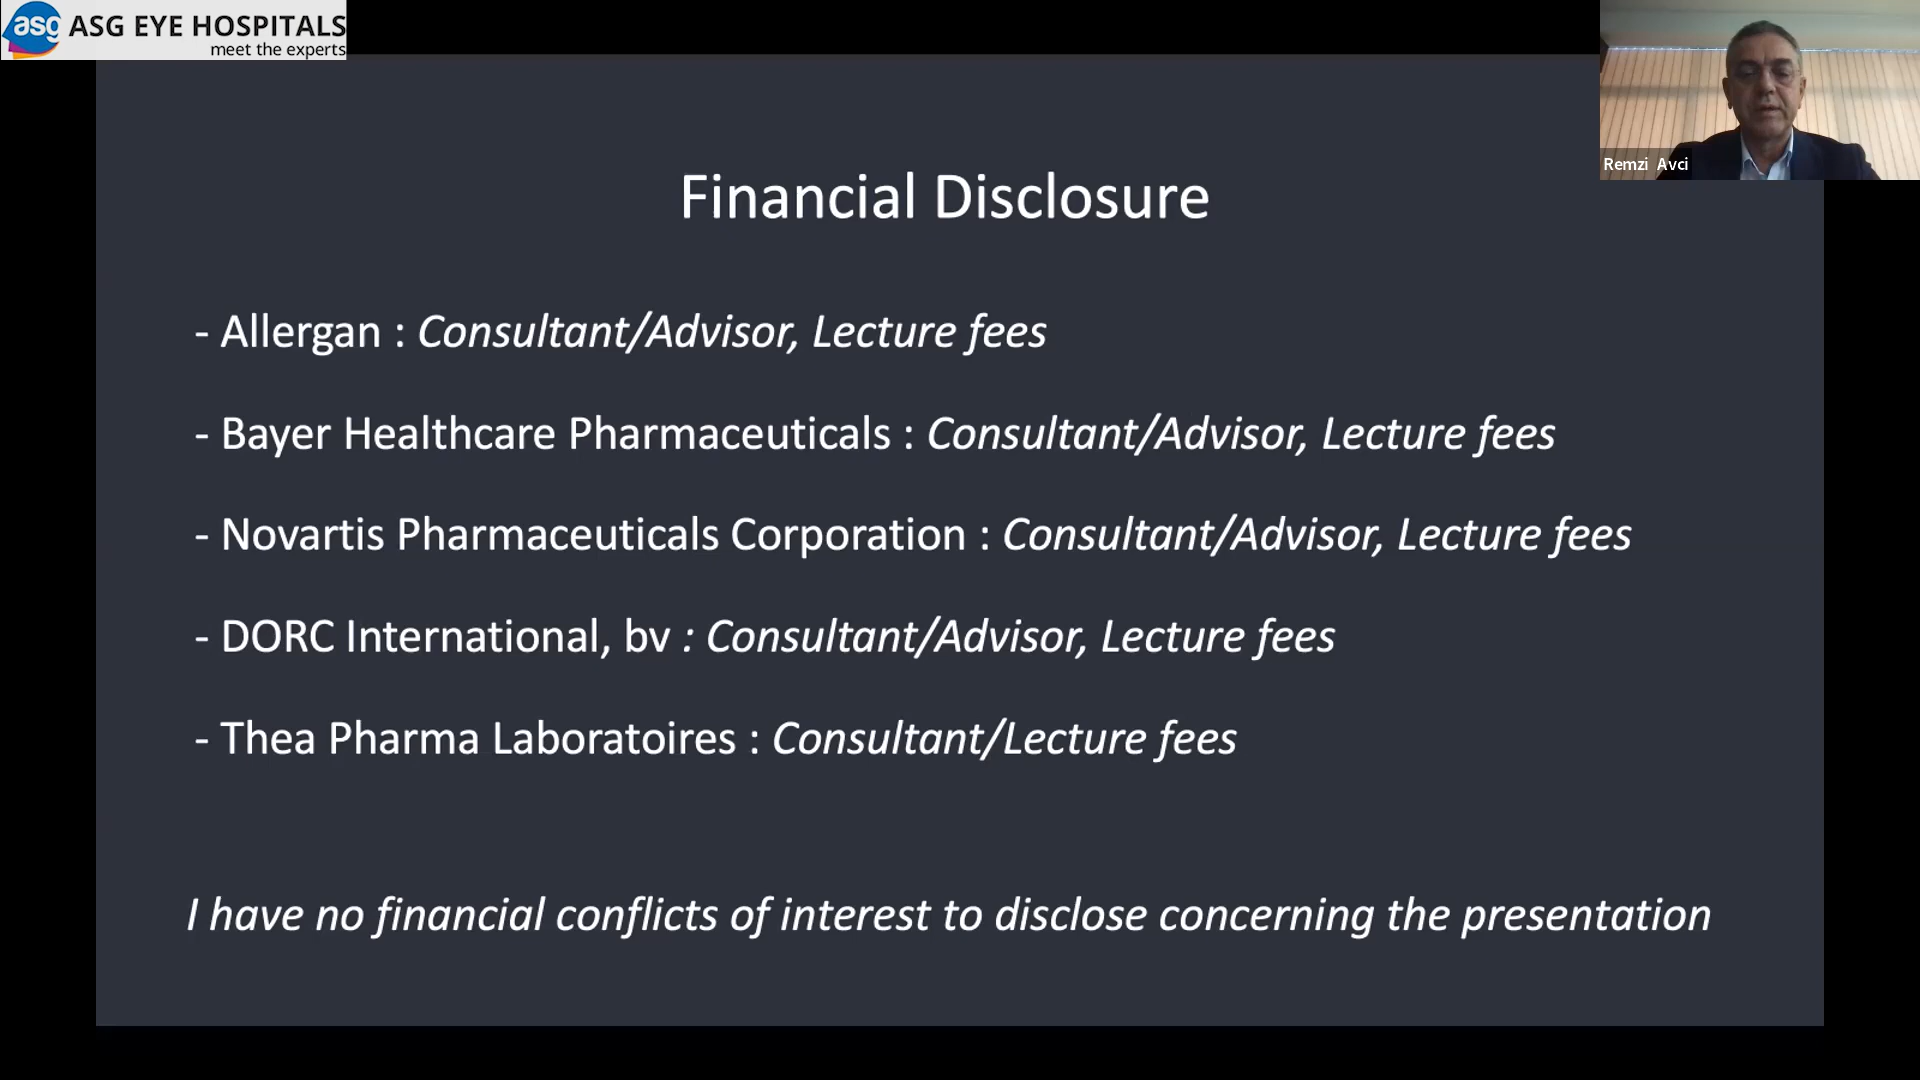 asg ASG EYE HOSPITALS
meet the experts
Remzi Avci
Financial Disclosure
- Allergan : Consultant/Advisor, Lecture fees
- Bayer Healthcare Pharmaceuticals : Consultant/Advisor, Lecture fees
- Novartis Pharmaceuticals Corporation : Consultant/Advisor, Lecture fees
- DORC International, bv : Consultant/Advisor, Lecture fees
- Thea Pharma Laboratoires : Consultant/Lecture fees
I have no financial conflicts of interest to disclose concerning the presentation